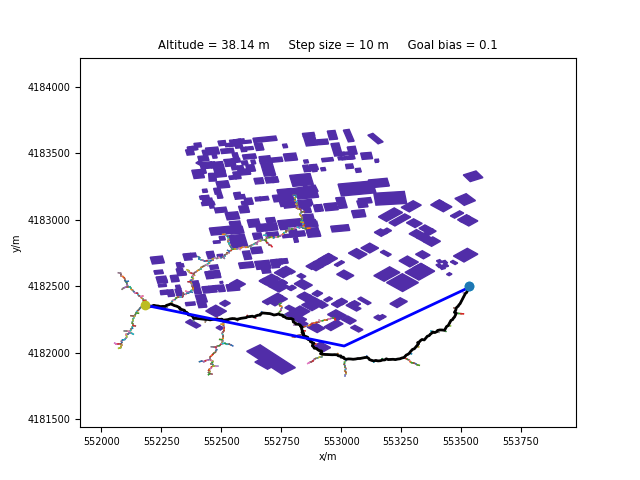 Altitude = 38.14 m Step size = 10 m Goal bias = 0.1
4184000
4183500
4183000
4182500
4182000
4181500
y/m
552000 552250 552500 552750 553000 553250 553500 553750
x/m